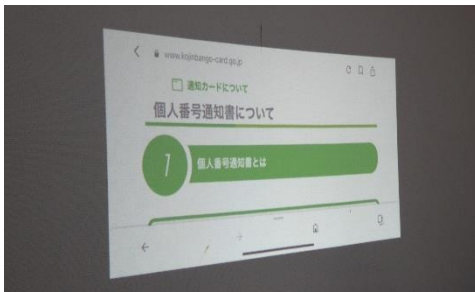 www.kojinbango-card.go.jp
通知カードについて
個人番号通知書について
1
個人番号通知書とは